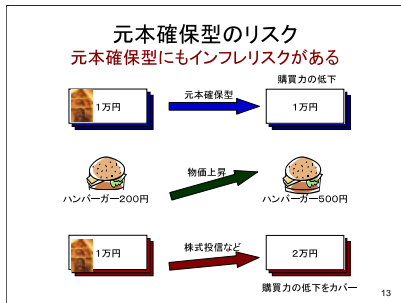 元本確保型のリスク
元本確保型にもインフレリスクがある
購買力の低下
元本確保型
1万円
1万円
物価上昇
ハンバーガー200円
ハンバーガー500円
株式投信など
1万円
2万円
購買力の低下をカバー
13